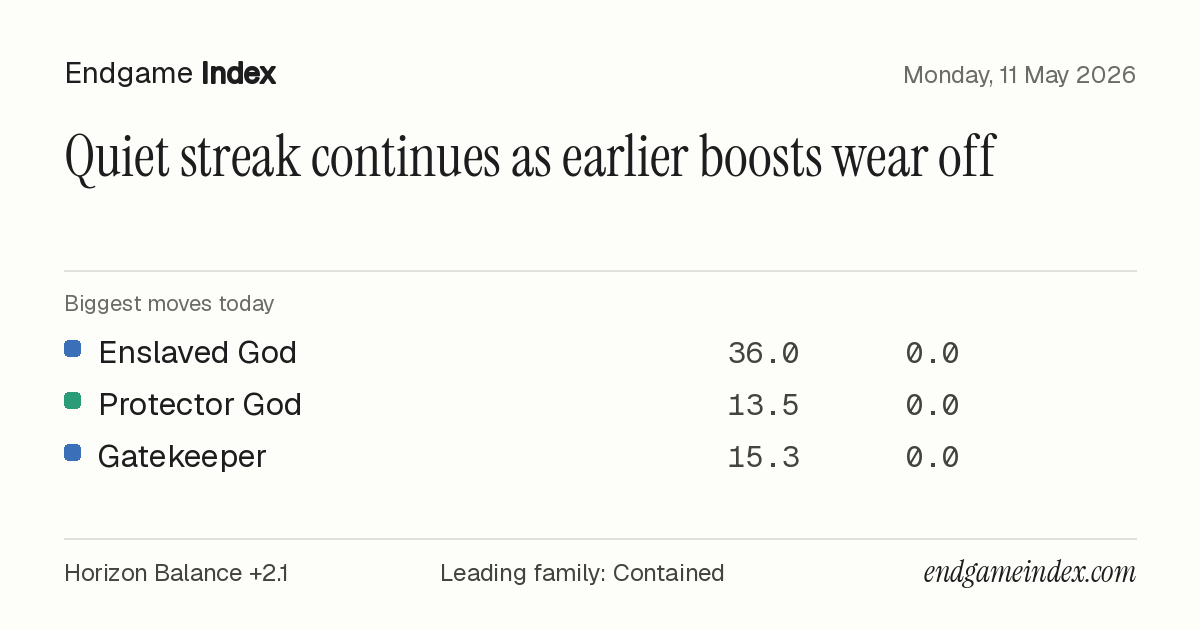 Endgame Index
Monday, 11 May 2026
Quiet streak continues as earlier boosts wear off
Biggest moves today
Enslaved God 36.0 0.0
Protector God 13.5 0.0
Gatekeeper 15.3 0.0
Horizon Balance +2.1
Leading family: Contained
endgameindex.com